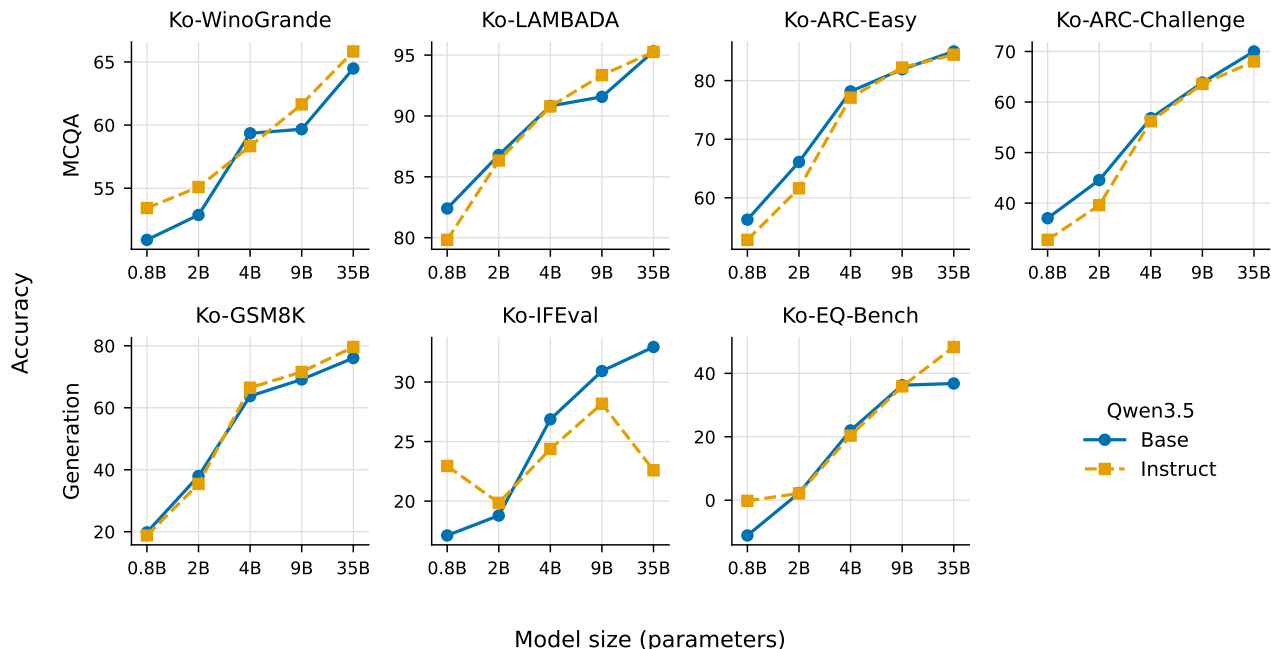 Ko-WinoGrande
Ko-LAMBADA
Ko-ARC-Easy
Ko-ARC-Challenge
MCQA
65
60
55
0.8B 2B 4B 9B 35B
95
90
85
80
0.8B 2B 4B 9B 35B
80
70
60
0.8B 2B 4B 9B 35B
70
60
50
40
0.8B 2B 4B 9B 35B
Accuracy
Ko-GSM8K
Ko-IFEval
Ko-EQ-Bench
Generation
80
60
40
20
0.8B 2B 4B 9B 35B
30
25
20
0.8B 2B 4B 9B 35B
40
20
0
0.8B 2B 4B 9B 35B
Qwen3.5
Base
Instruct
Model size (parameters)